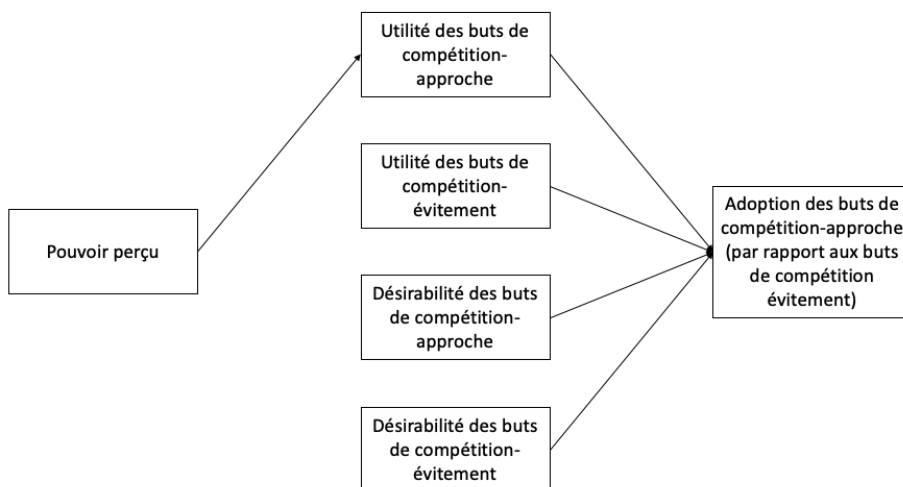 Utilité des buts de
compétition-
approche
Utilité des buts de
compétition-
évitement
Pouvoir perçu
Désirabilité des buts
de compétition-
approche
Désirabilité des buts
de compétition-
évitement
Adoption des buts de
compétition-approche
(par rapport aux buts
de compétition
évitement)